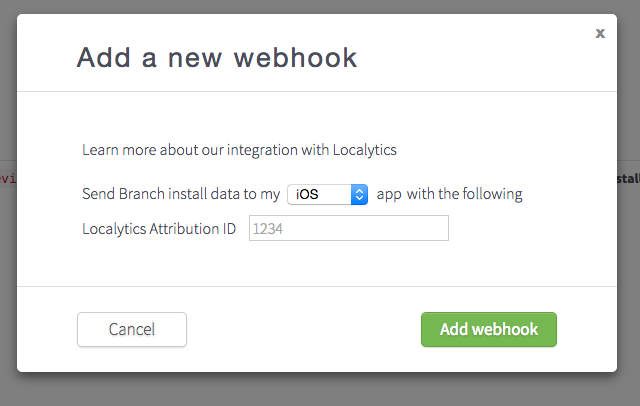 x
Add a new webhook
Learn more about our integration with Localytics
Send Branch install data to my iOS app with the following
Localytics Attribution ID 1234
Cancel Add webhook